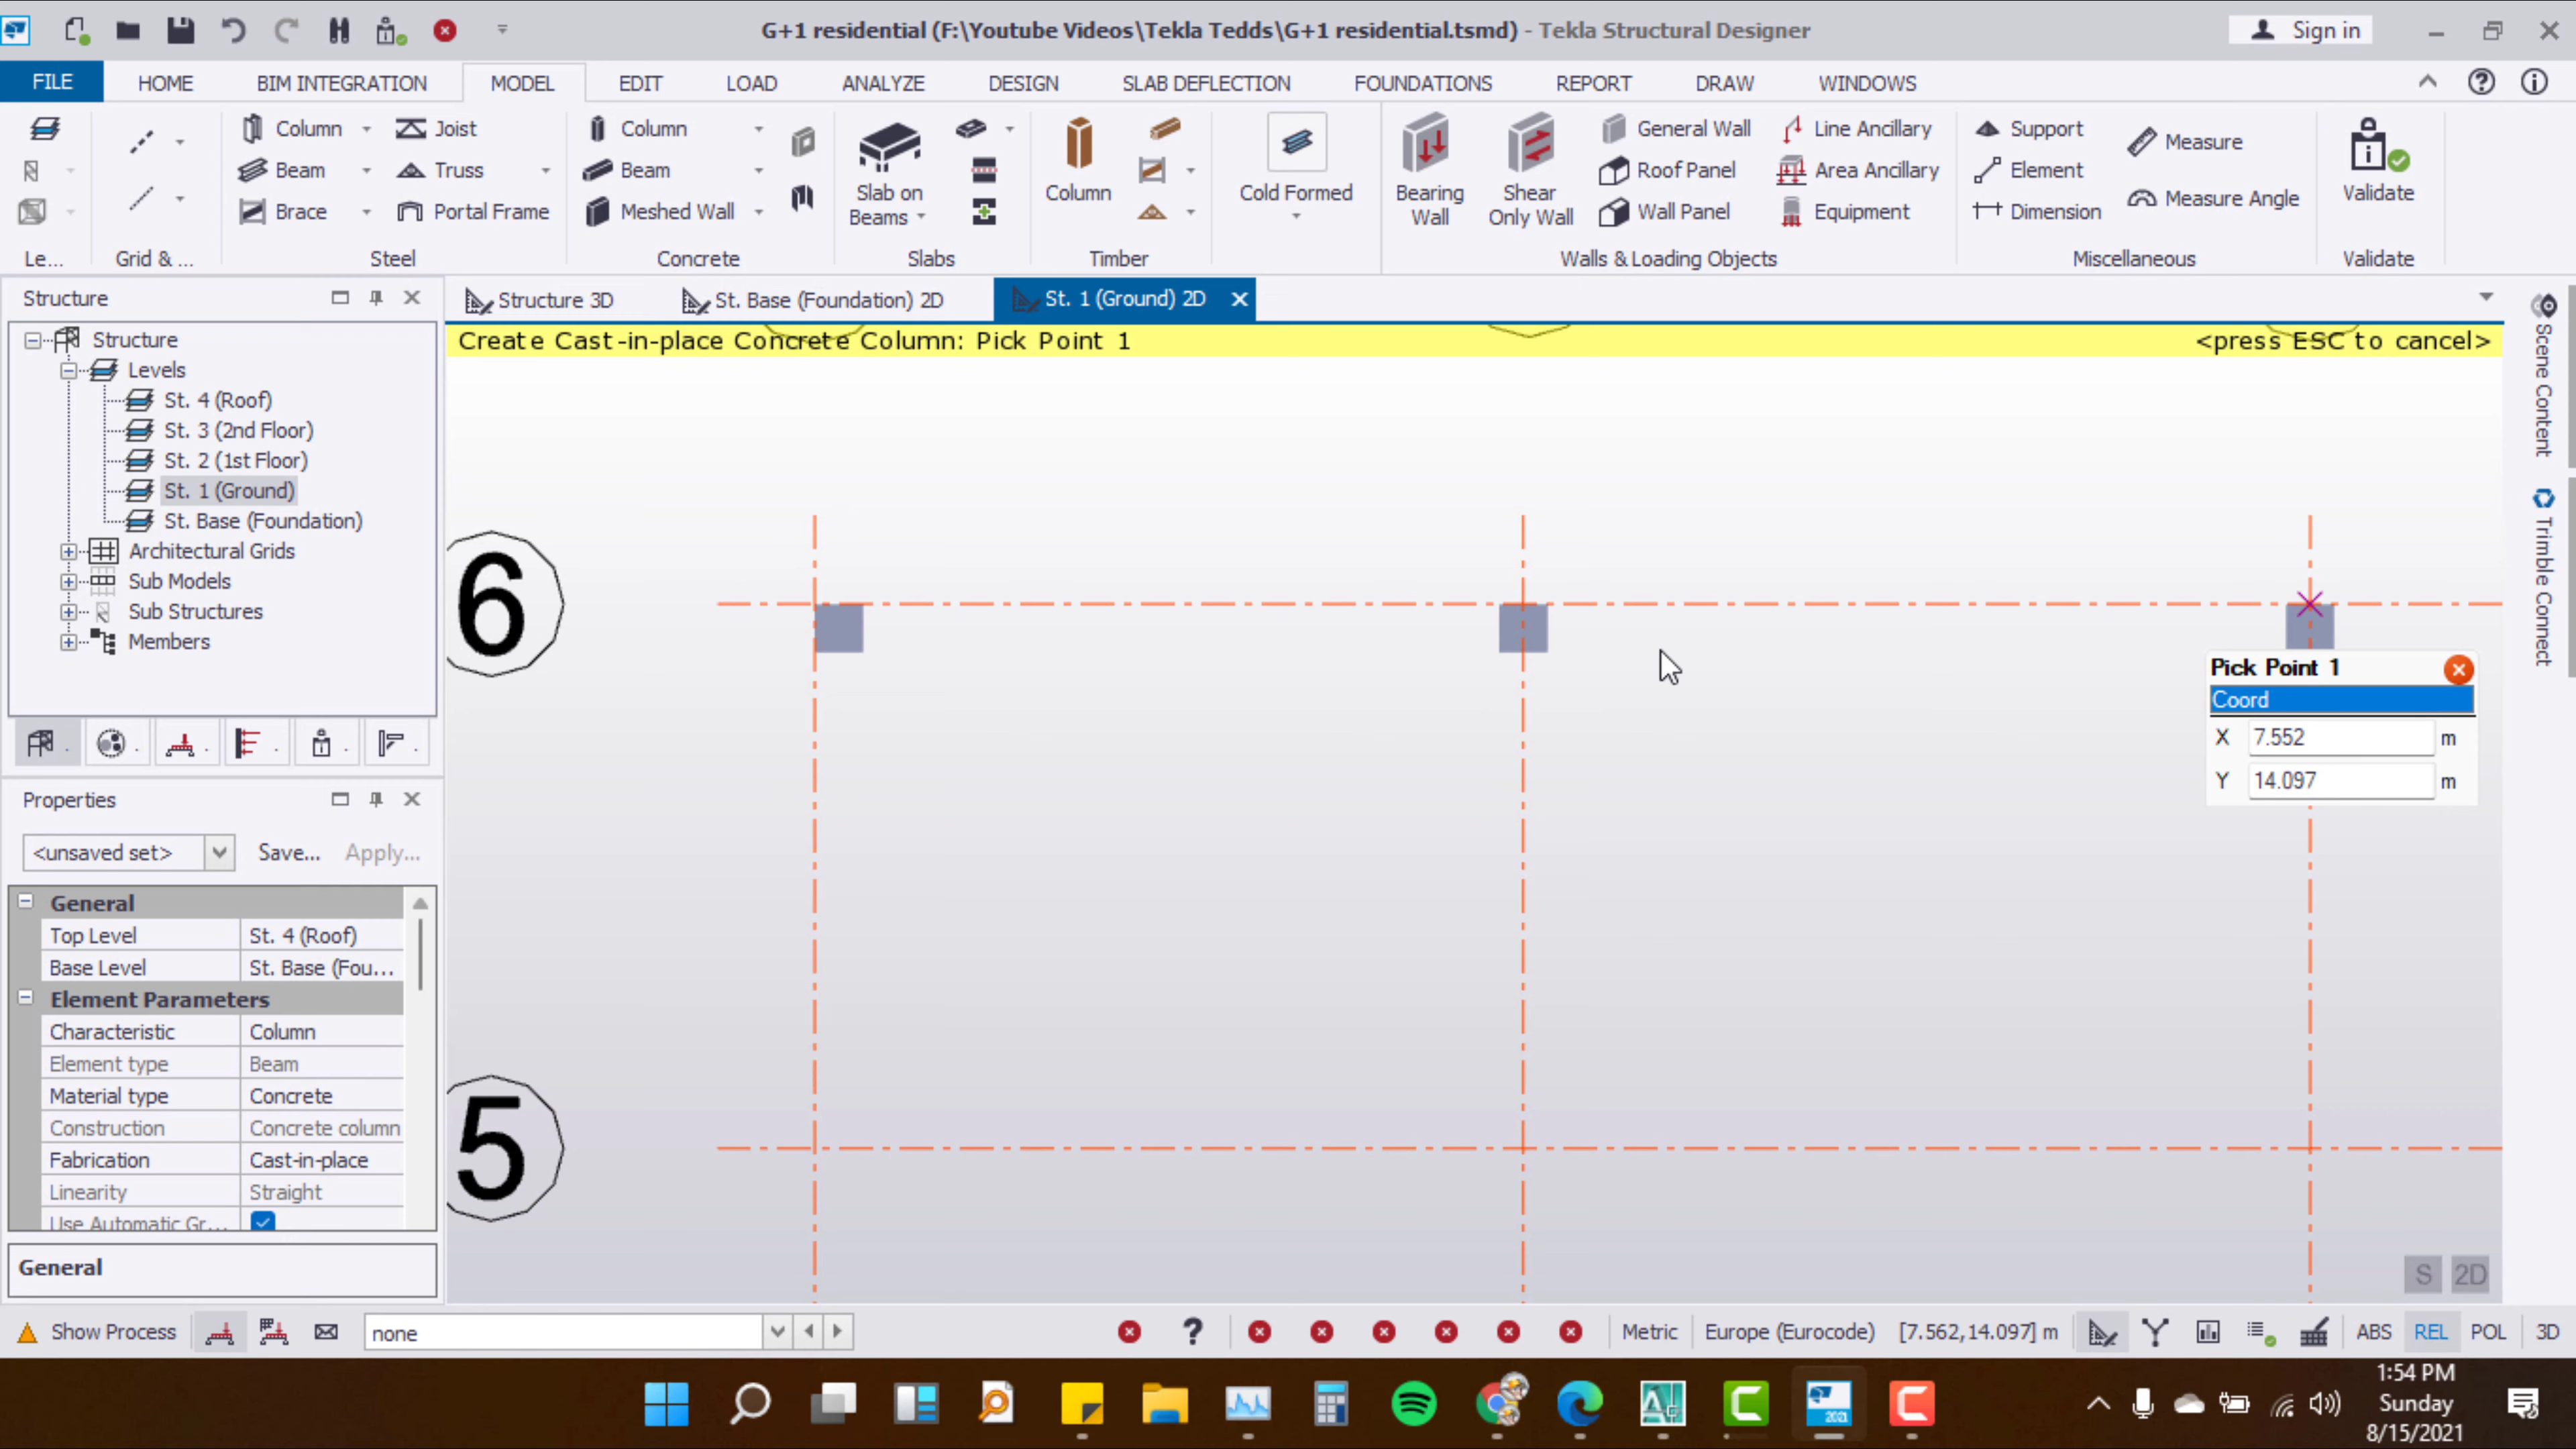 G+1 residential (F:\Youtube Videos\Tekla Tedds\G+1 residential.tsmd) - Tekla Structural Designer
Sign in
FILE HOME BIM INTEGRATION MODEL EDIT LOAD ANALYZE DESIGN SLAB DEFLECTION FOUNDATIONS REPORT DRAW WINDOWS
Column Joist Column General Wall Line Ancillary Support
Measure
Beam Truss Beam Roof Panel Area Ancillary Element
Slab on Beams Column Cold Formed Bearing Wall Shear Only Wall Validate
Measure Angle
Brace Portal Frame Meshed Wall Wall Panel Equipment Dimension
Le... Grid & ... Steel Concrete Slabs Timber Walls & Loading Objects Miscellaneous Validate
Structure
Structure 3D St. Base (Foundation) 2D St. 1 (Ground) 2D
Create Cast-in-place Concrete Column: Pick Point 1 <press ESC to cancel>
Structure
Levels
St. 4 (Roof)
St. 3 (2nd Floor)
St. 2 (1st Floor)
St. 1 (Ground)
St. Base (Foundation)
Architectural Grids
Sub Models
Sub Structures
Members
Scene Content
Trimble Connect
6
5
Pick Point 1
Coord
X 7.552 m
Y 14.097 m
Properties
<unsaved set> Save... Apply...
General
Top Level St. 4 (Roof)
Base Level St. Base (Fou...
Element Parameters
Characteristic Column
Element type Beam
Material type Concrete
Construction Concrete column
Fabrication Cast-in-place
Linearity Straight
Use Automatic Gr...
General
S 2D
Show Process none Metric Europe (Eurocode) [7.562,14.097] m ABS REL POL 3D
2021
1:54 PM
Sunday
8/15/2021